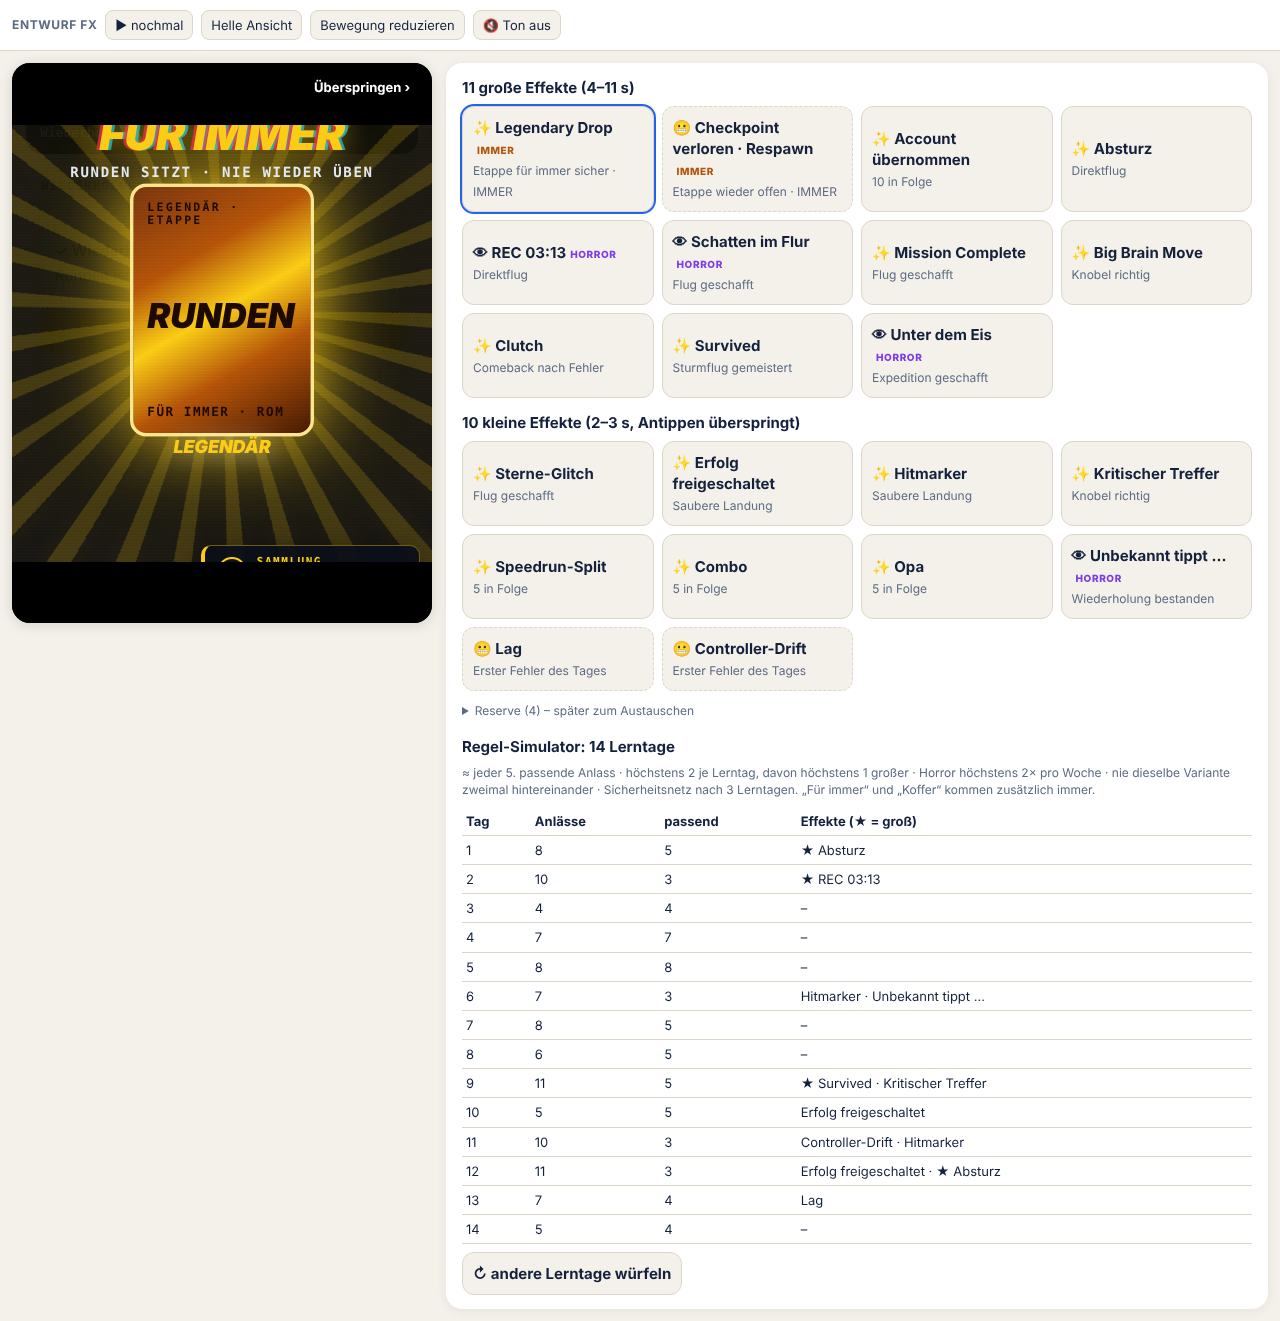 ENTWURF FX
▶ nochmal
Helle Ansicht
Bewegung reduzieren
🔇 Ton aus
Überspringen ›
FÜR IMMER
RUNDEN SITZT · NIE WIEDER ÜBEN
LEGENDÄR ·
ETAPPE
RUNDEN
FÜR IMMER · ROM
LEGENDÄR
SAMMLUNG
11 große Effekte (4–11 s)
✨ Legendary Drop
IMMER
Etappe für immer sicher ·
IMMER
😬 Checkpoint
verloren · Respawn
IMMER
Etappe wieder offen · IMMER
✨ Account
übernommen
10 in Folge
✨ Absturz
Direktflug
👁 REC 03:13 HORROR
Direktflug
👁 Schatten im Flur
HORROR
Flug geschafft
✨ Mission Complete
Flug geschafft
✨ Big Brain Move
Knobel richtig
✨ Clutch
Comeback nach Fehler
✨ Survived
Sturmflug gemeistert
👁 Unter dem Eis
HORROR
Expedition geschafft
10 kleine Effekte (2–3 s, Antippen überspringt)
✨ Sterne-Glitch
Flug geschafft
✨ Erfolg
freigeschaltet
Saubere Landung
✨ Hitmarker
Saubere Landung
✨ Kritischer Treffer
Knobel richtig
✨ Speedrun-Split
5 in Folge
✨ Combo
5 in Folge
✨ Opa
5 in Folge
👁 Unbekannt tippt ...
HORROR
Wiederholung bestanden
😬 Lag
Erster Fehler des Tages
😬 Controller-Drift
Erster Fehler des Tages
▶ Reserve (4) – später zum Austauschen
Regel-Simulator: 14 Lerntage
≈ jeder 5. passende Anlass · höchstens 2 je Lerntag, davon höchstens 1 großer · Horror höchstens 2× pro Woche · nie dieselbe Variante
zweimal hintereinander · Sicherheitsnetz nach 3 Lerntagen. „Für immer“ und „Koffer“ kommen zusätzlich immer.
Tag Anlässe passend Effekte (★ = groß)
1 8 5 ★ Absturz
2 10 3 ★ REC 03:13
3 4 4 –
4 7 7 –
5 8 8 –
6 7 3 Hitmarker · Unbekannt tippt ...
7 8 5 –
8 6 5 –
9 11 5 ★ Survived · Kritischer Treffer
10 5 5 Erfolg freigeschaltet
11 10 3 Controller-Drift · Hitmarker
12 11 3 Erfolg freigeschaltet · ★ Absturz
13 7 4 Lag
14 5 4 –
↻ andere Lerntage würfeln